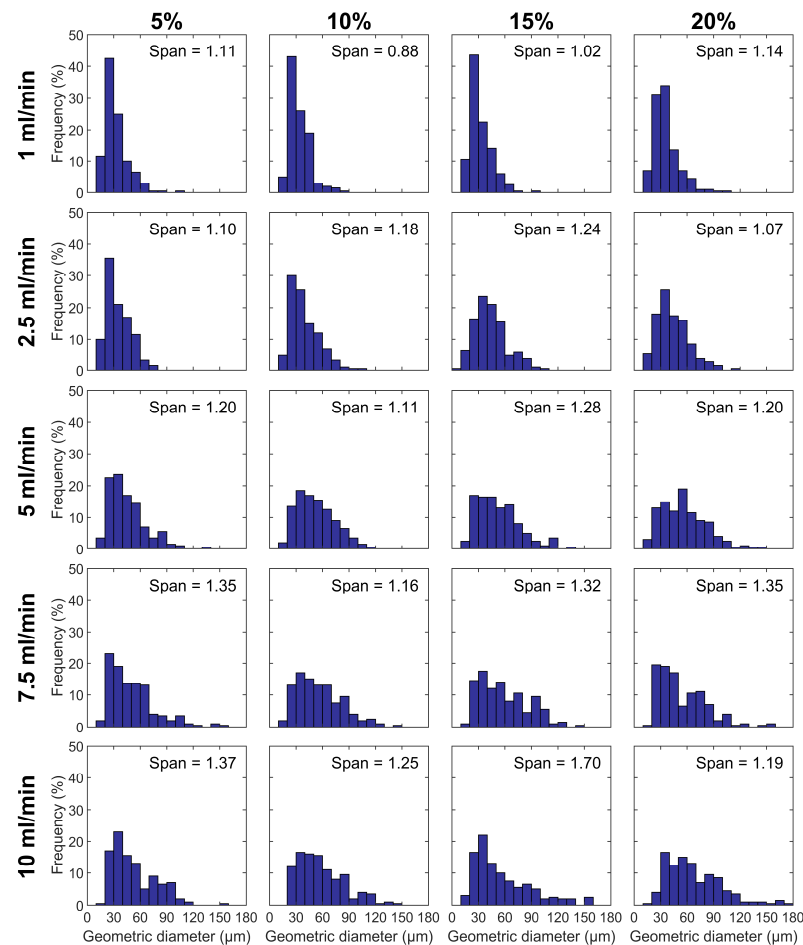 5% 10% 15% 20%
1 ml/min
Frequency (%)
50
40
30
20
10
0
Span = 1.11
Span = 0.88
Span = 1.02
Span = 1.14
2.5 ml/min
Frequency (%)
50
40
30
20
10
0
Span = 1.10
Span = 1.18
Span = 1.24
Span = 1.07
5 ml/min
Frequency (%)
50
40
30
20
10
0
Span = 1.20
Span = 1.11
Span = 1.28
Span = 1.20
7.5 ml/min
Frequency (%)
50
40
30
20
10
0
Span = 1.35
Span = 1.16
Span = 1.32
Span = 1.35
10 ml/min
Frequency (%)
50
40
30
20
10
0
Span = 1.37
Span = 1.25
Span = 1.70
Span = 1.19
0 30 60 90 120 150 180 0 30 60 90 120 150 180 0 30 60 90 120 150 180 0 30 60 90 120 150 180
Geometric diameter (µm) Geometric diameter (µm) Geometric diameter (µm) Geometric diameter (µm)